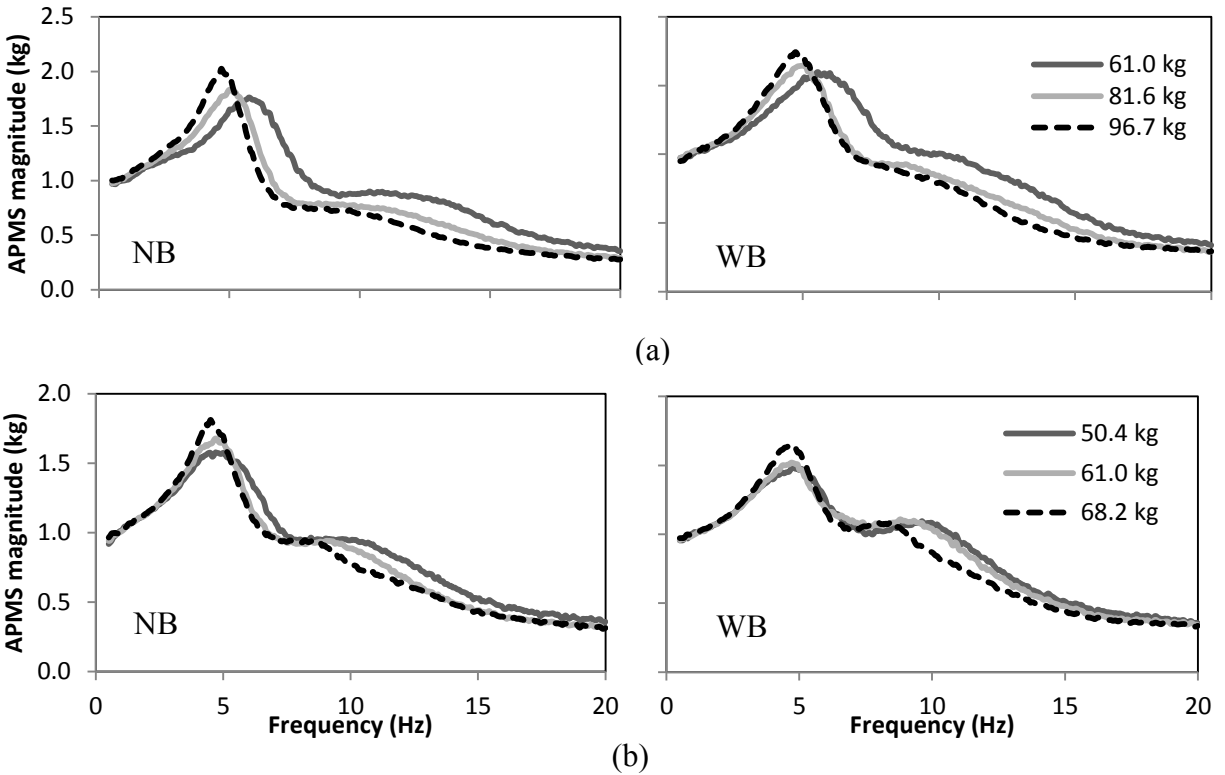 APMS magnitude (kg)
2.5
2.0
1.5
1.0
0.5
0.0
NB
WB
61.0 kg
81.6 kg
96.7 kg
(a)
APMS magnitude (kg)
2.0
1.5
1.0
0.5
0.0
NB
WB
50.4 kg
61.0 kg
68.2 kg
0 5 10 15 20
0 5 10 15 20
Frequency (Hz)
Frequency (Hz)
(b)